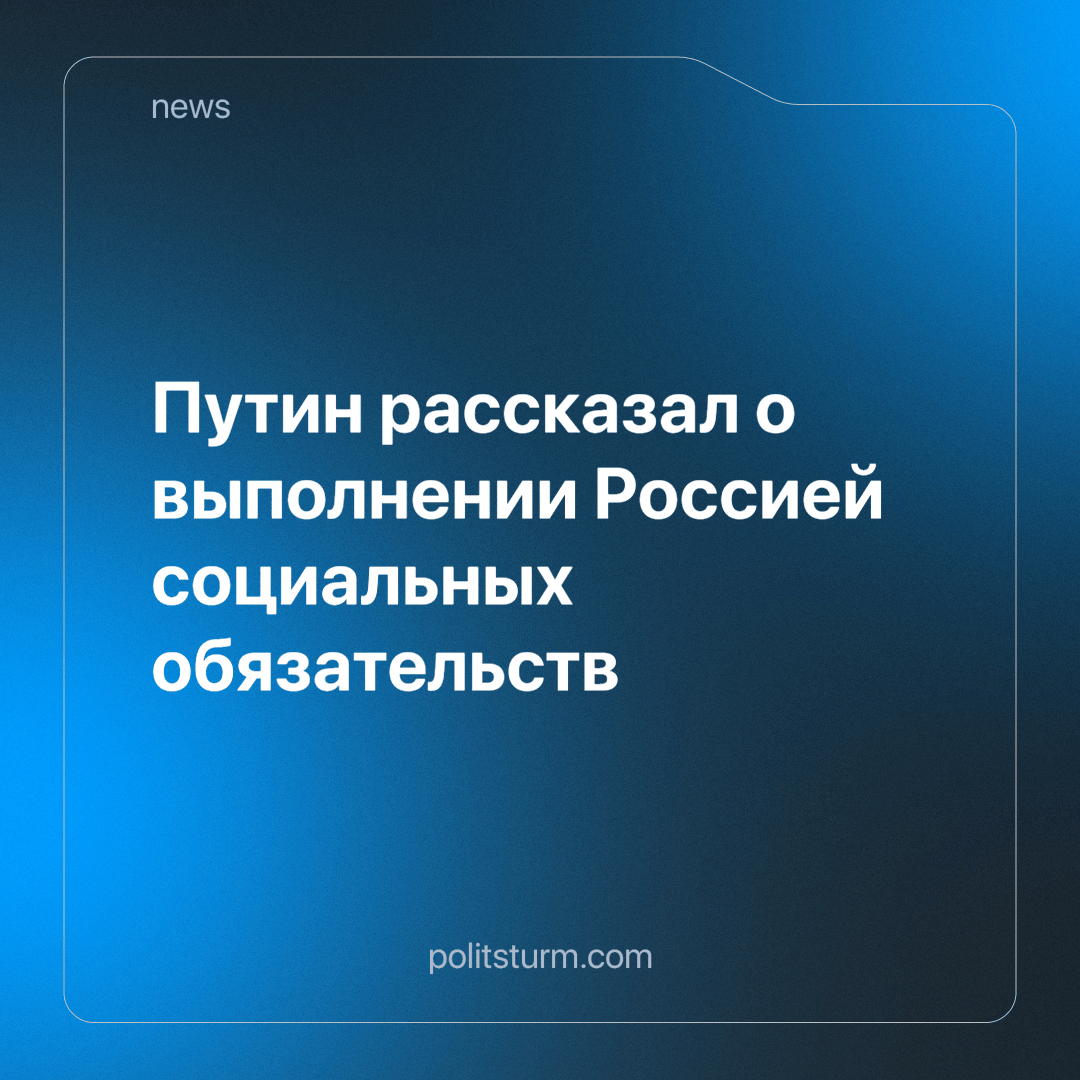 news
Путин рассказал о
выполнении Россией
социальных
обязательств
politsturm.com